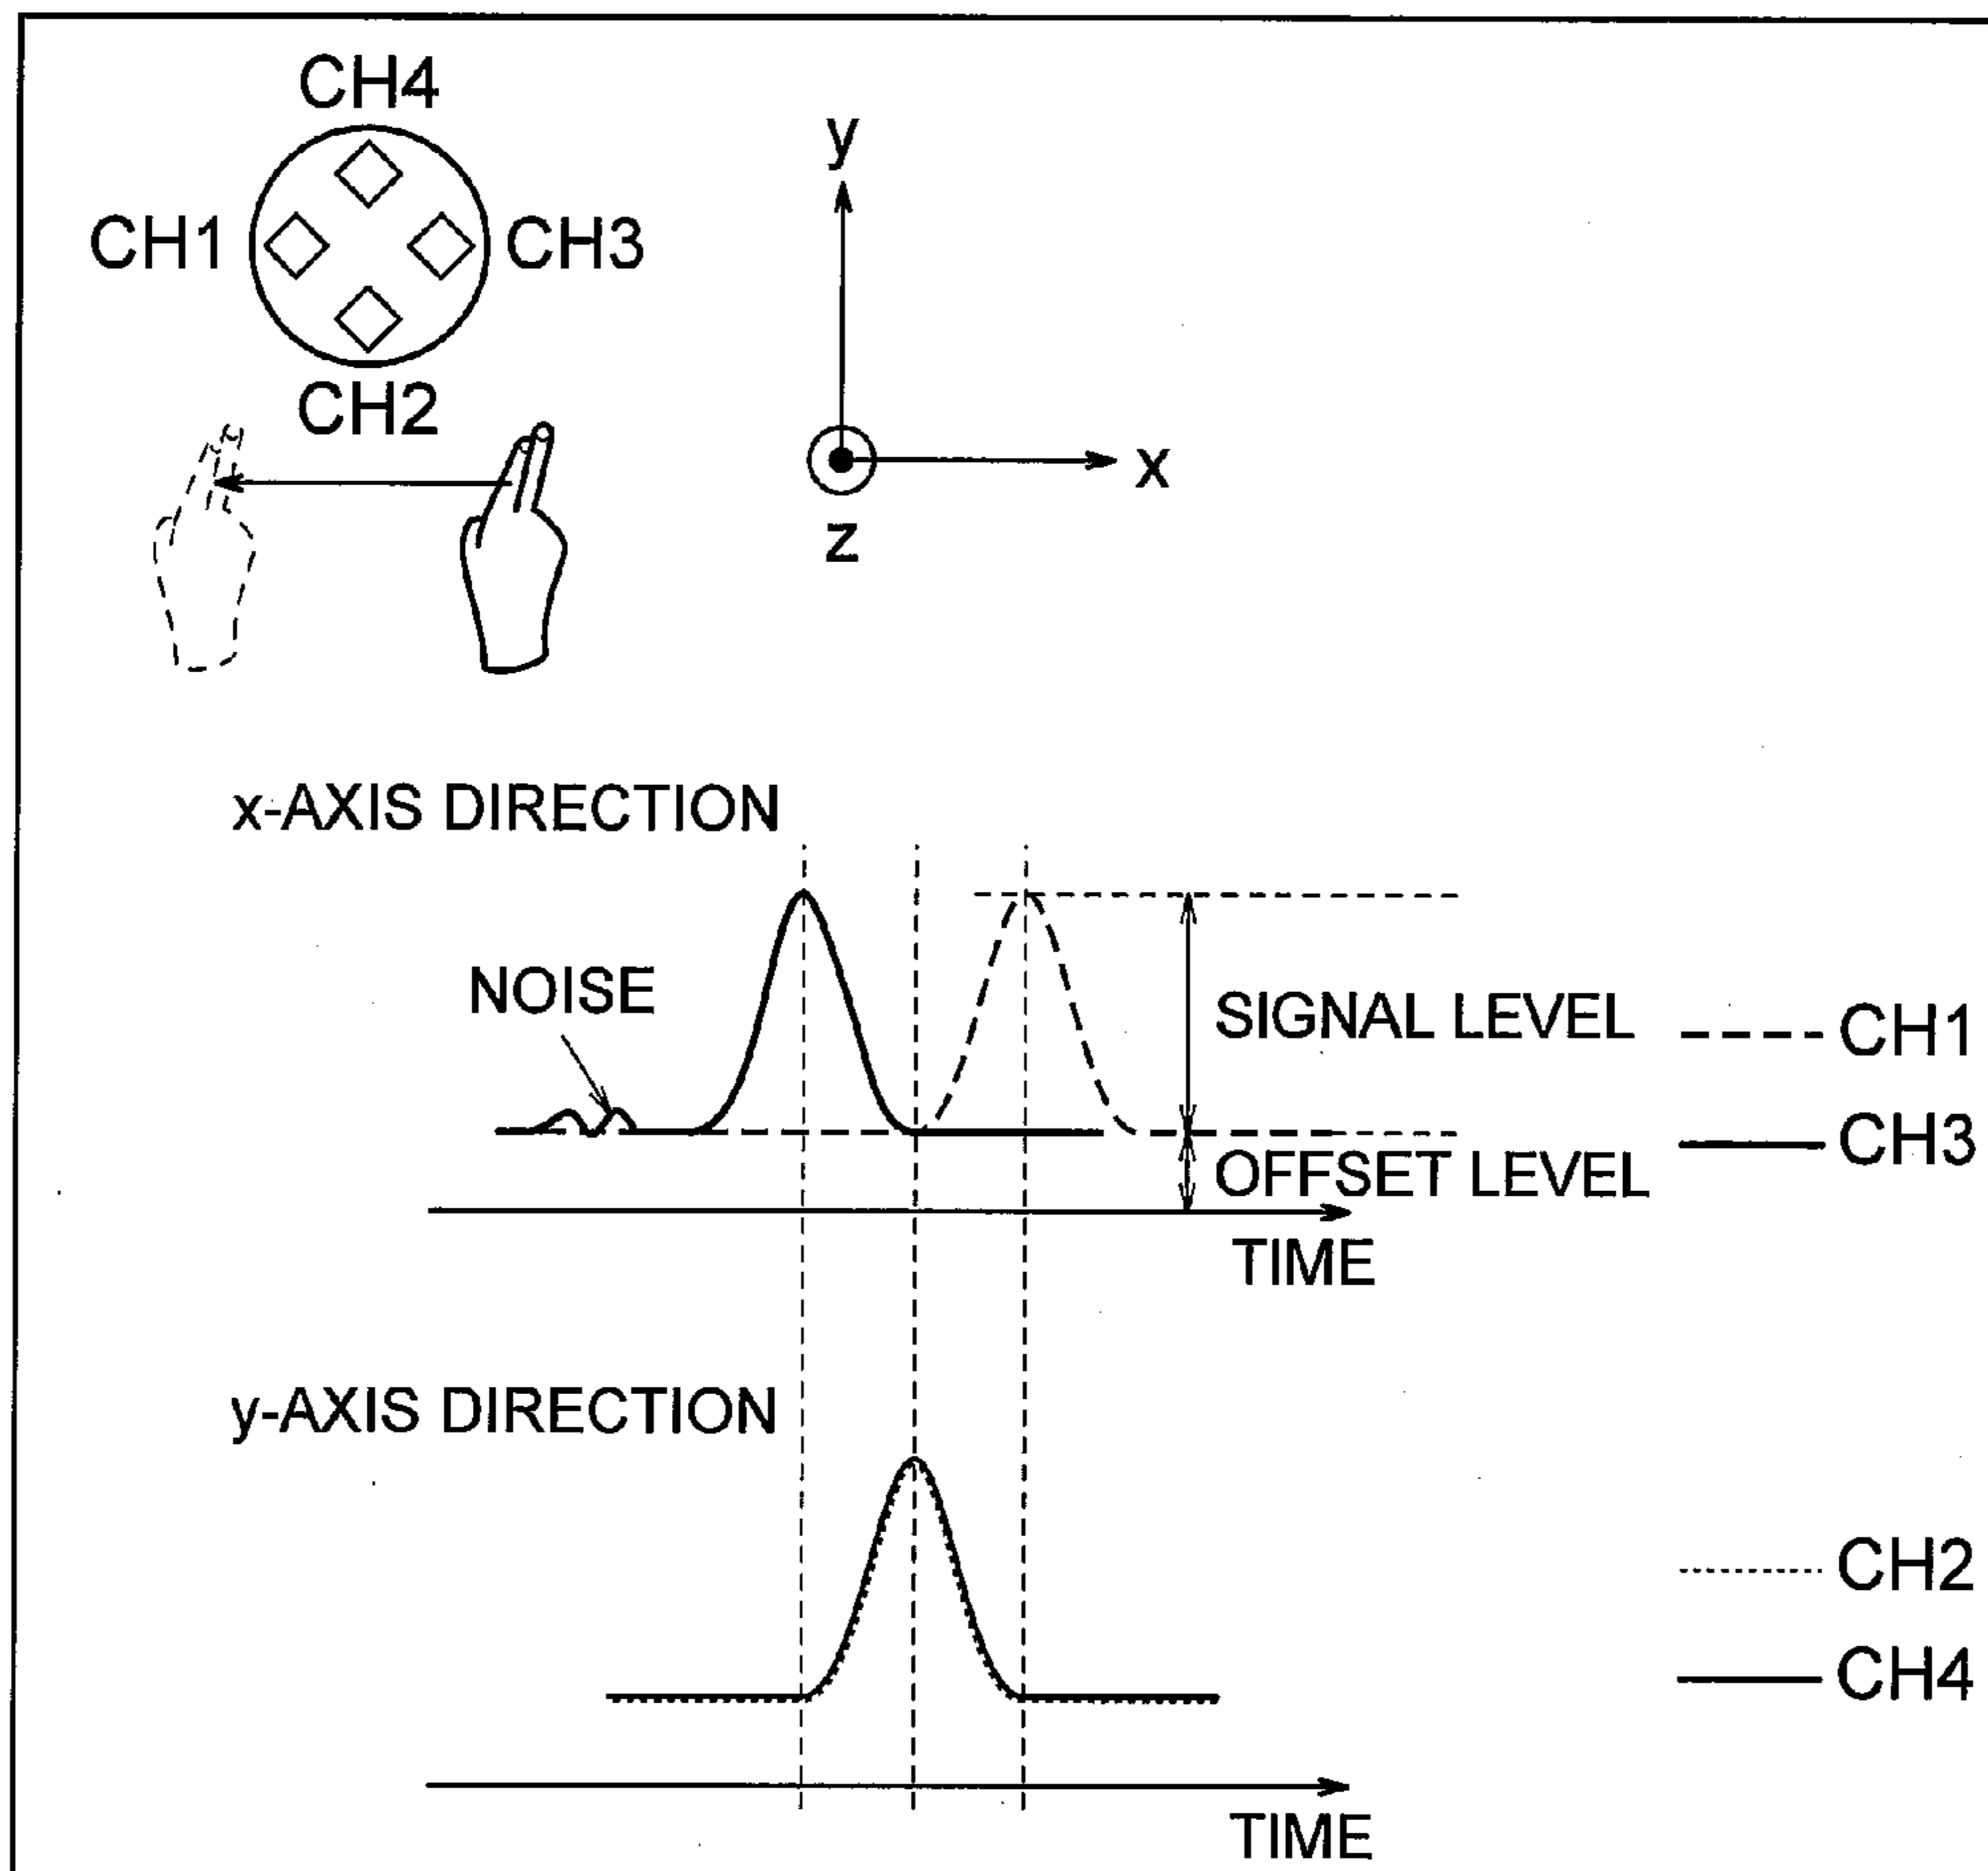 CH4
CH1
CH3
CH2
y
x
z
x-AXIS DIRECTION
NOISE
SIGNAL LEVEL
OFFSET LEVEL
TIME
CH1
CH3
y-AXIS DIRECTION
TIME
CH2
CH4